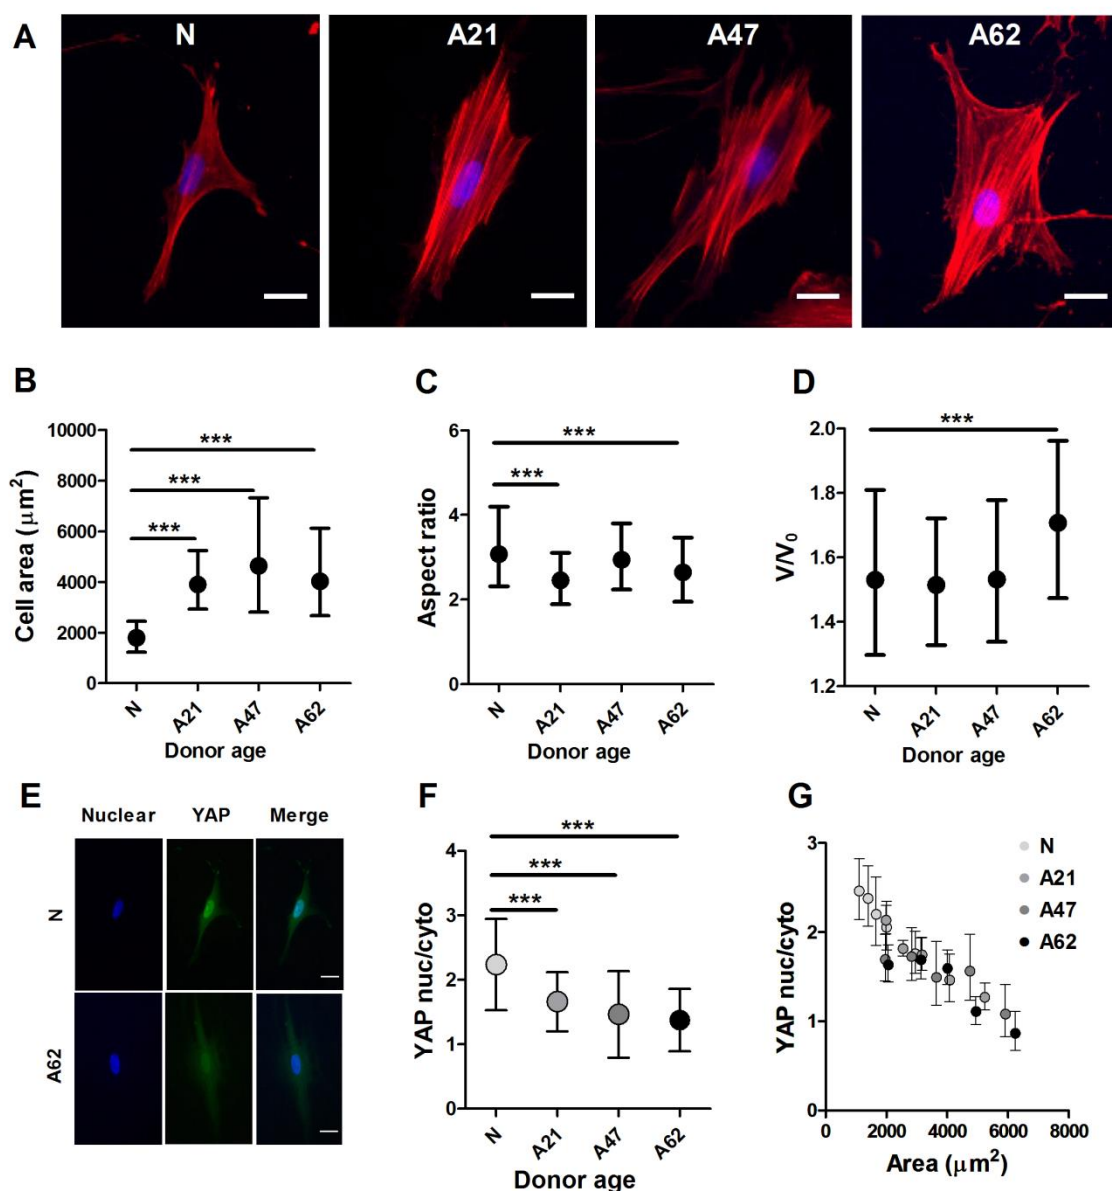 A
N
A21
A47
A62
B
Cell area (μm²)
10000
8000
6000
4000
2000
0
***
***
***
N
A21
A47
A62
Donor age
C
Aspect ratio
6
4
2
0
***
***
N
A21
A47
A62
Donor age
D
V/V₀
2.0
1.8
1.6
1.4
1.2
***
N
A21
A47
A62
Donor age
E
Nuclear YAP Merge
N
A62
F
YAP nuc/cyto
4
3
2
1
0
***
***
***
N
A21
A47
A62
Donor age
G
YAP nuc/cyto
3
2
1
0
N
A21
A47
A62
0 2000 4000 6000 8000
Area (μm²)